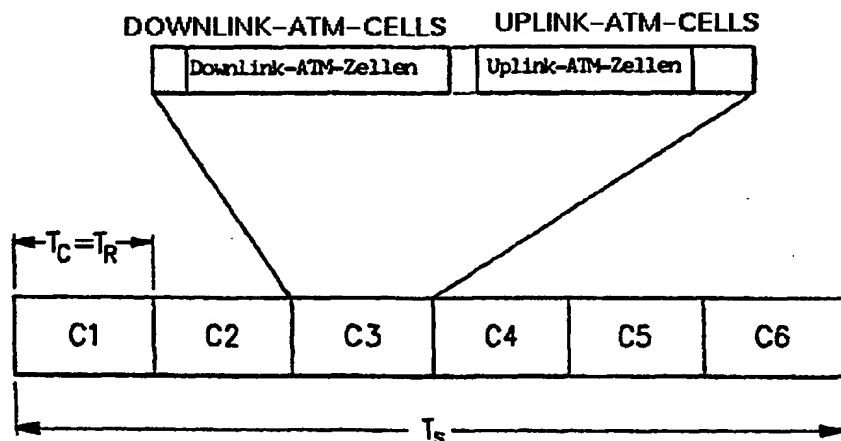 DOWNLINK-ATM-CELLS UPLINK-ATM-CELLS
Downlink-ATM-Zellen Uplink-ATM-Zellen
T_C=T_R
C1 C2 C3 C4 C5 C6
T_S